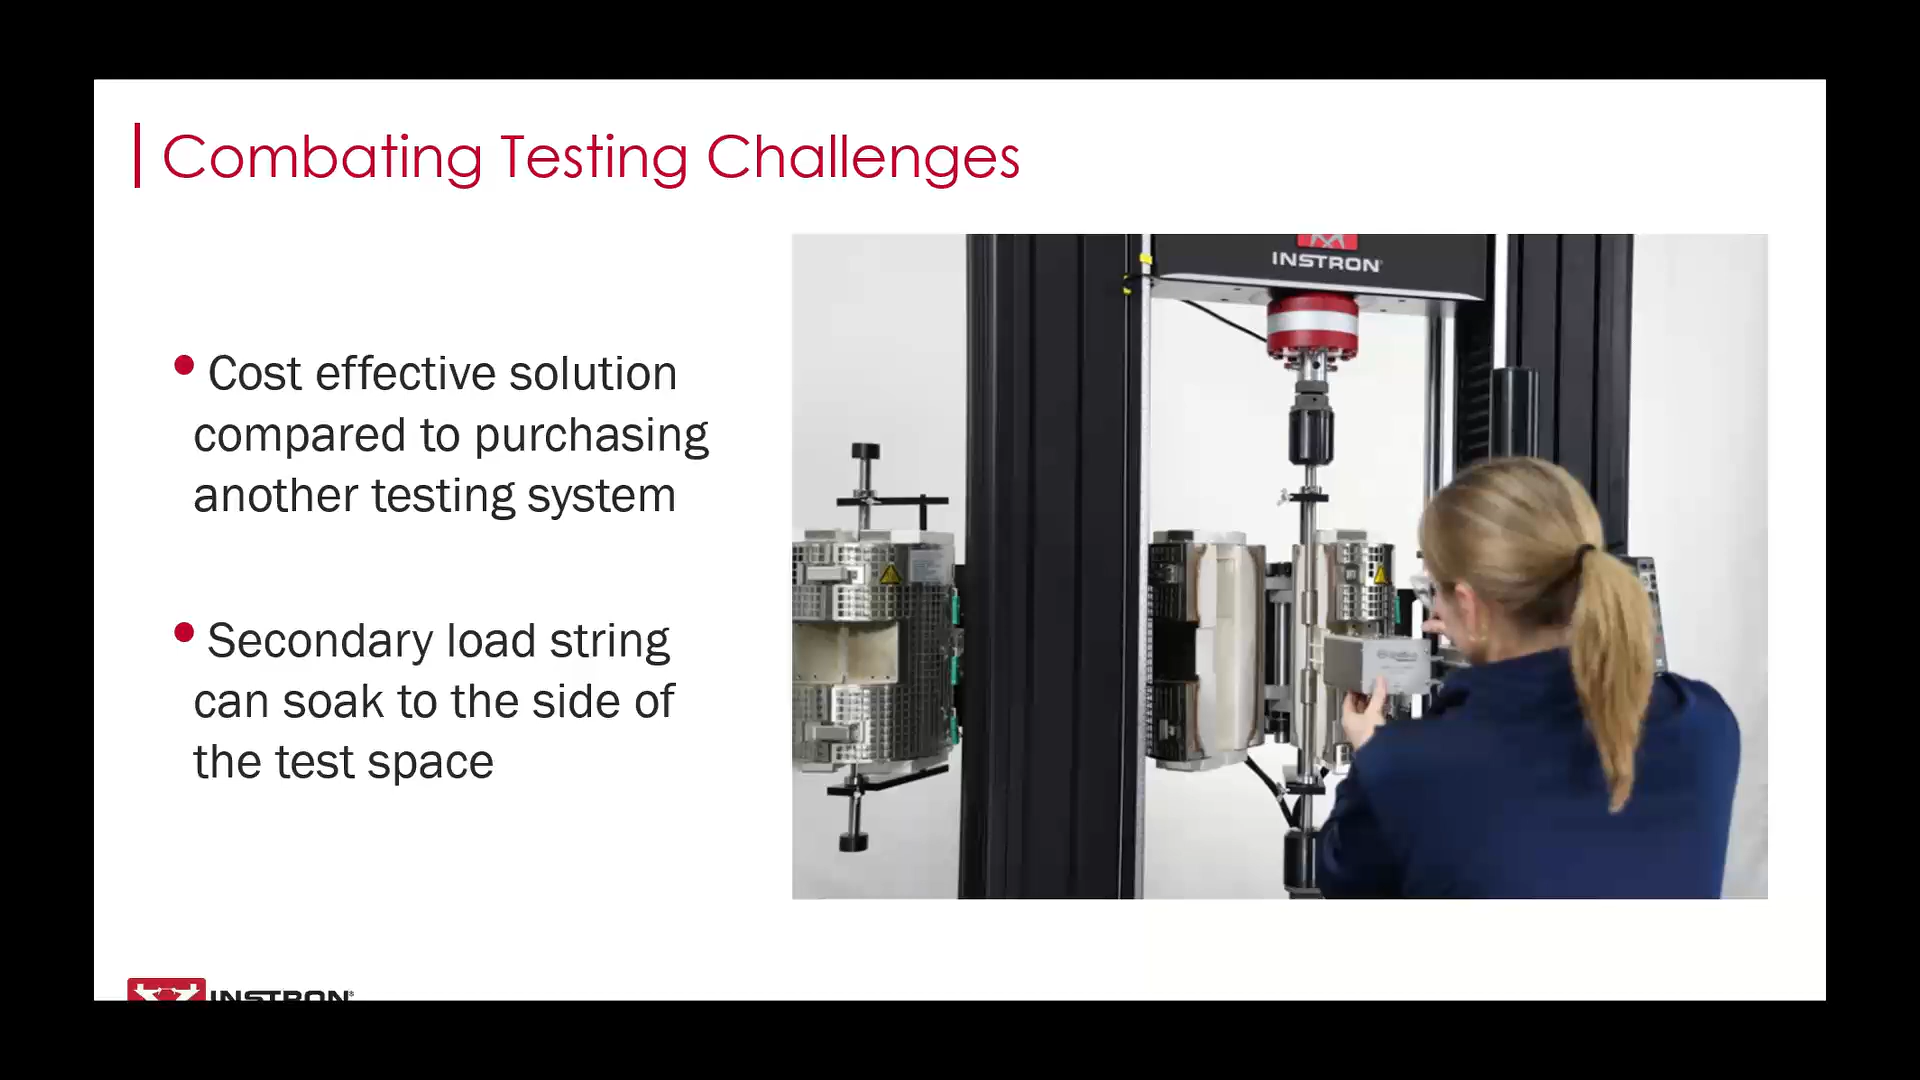 Combating Testing Challenges
INSTRON®
• Cost effective solution
compared to purchasing
another testing system
• Secondary load string
can soak to the side of
the test space
INSTRON®